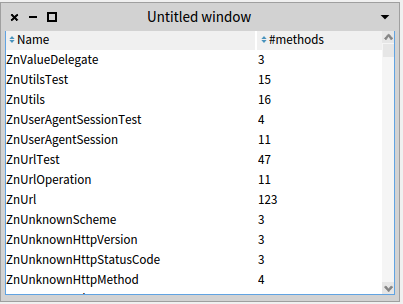 Untitled window
Name #methods
ZnValueDelegate 3
ZnUtilsTest 15
ZnUtils 16
ZnUserAgentSessionTest 4
ZnUserAgentSession 11
ZnUrlTest 47
ZnUrlOperation 11
ZnUrl 123
ZnUnknownScheme 3
ZnUnknownHttpVersion 3
ZnUnknownHttpStatusCode 3
ZnUnknownHttpMethod 4